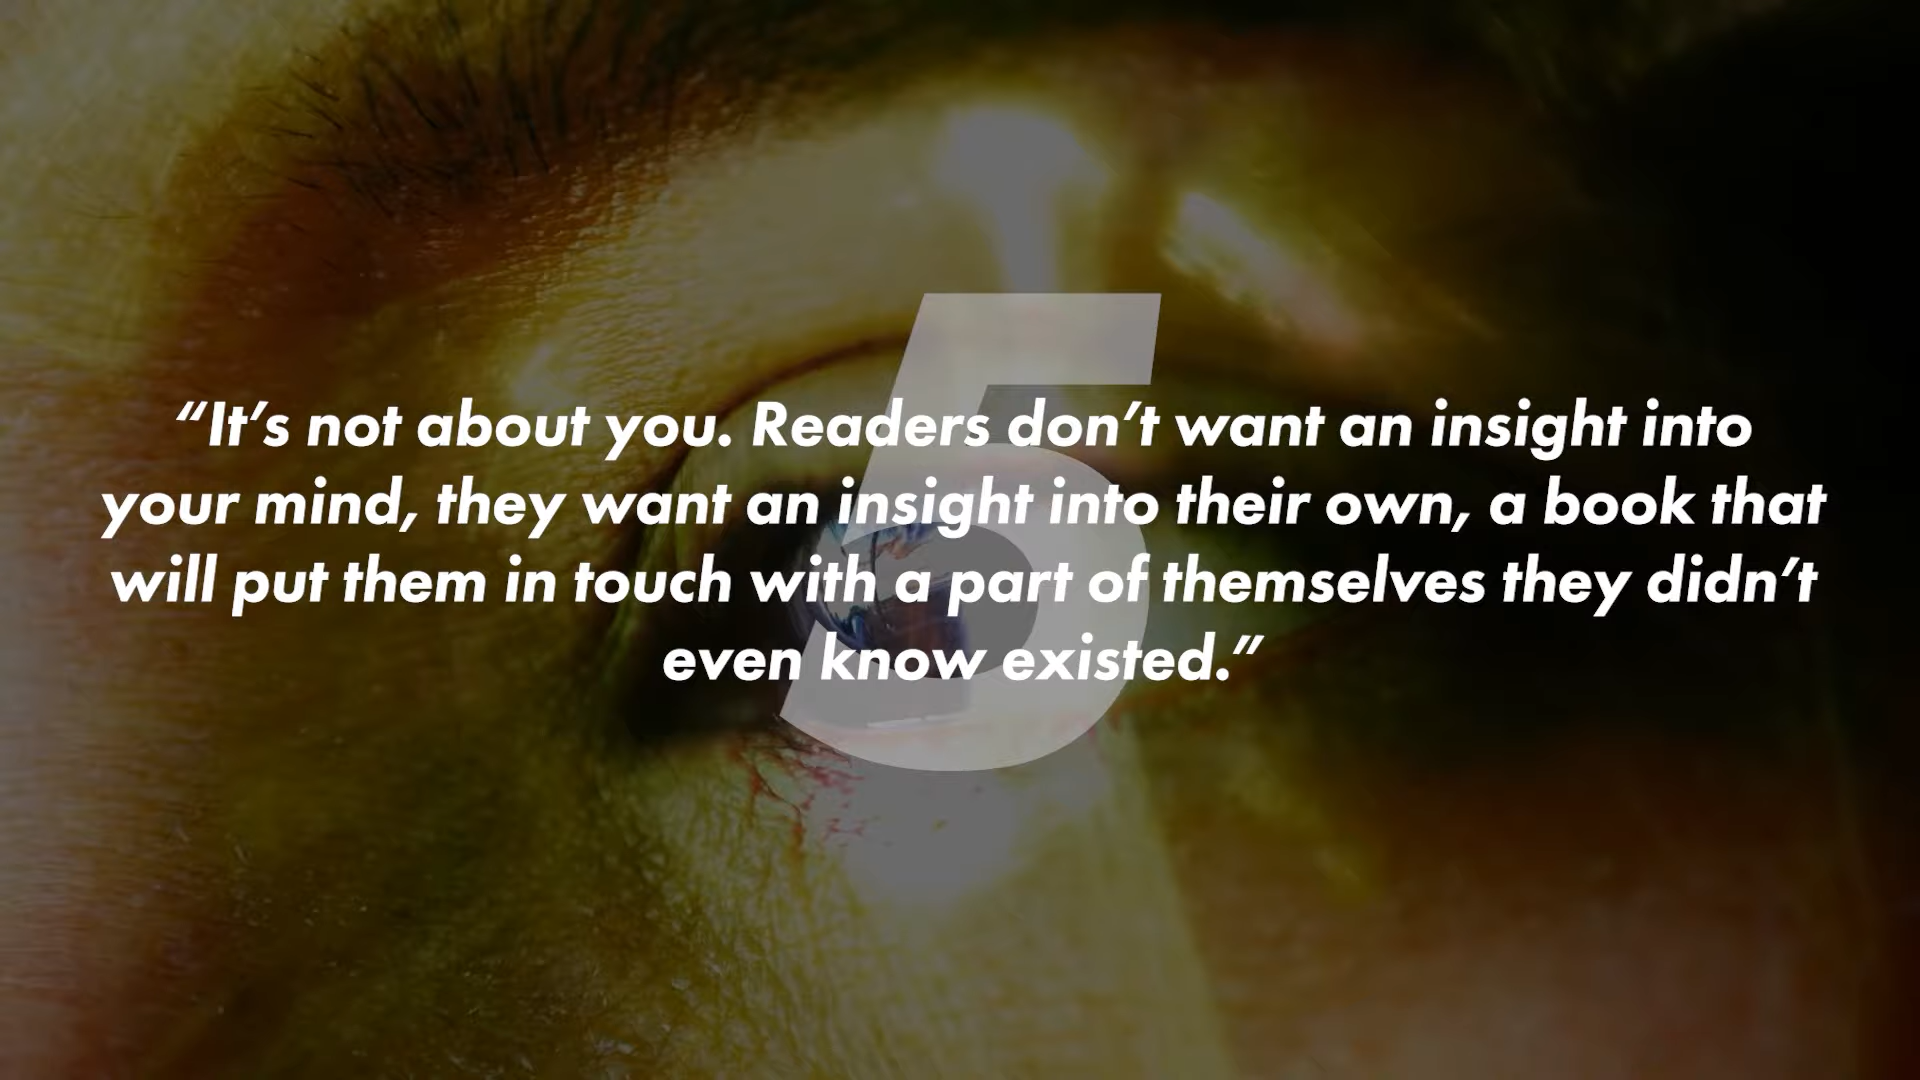 5
“It’s not about you. Readers don’t want an insight into
your mind, they want an insight into their own, a book that
will put them in touch with a part of themselves they didn’t
even know existed.”